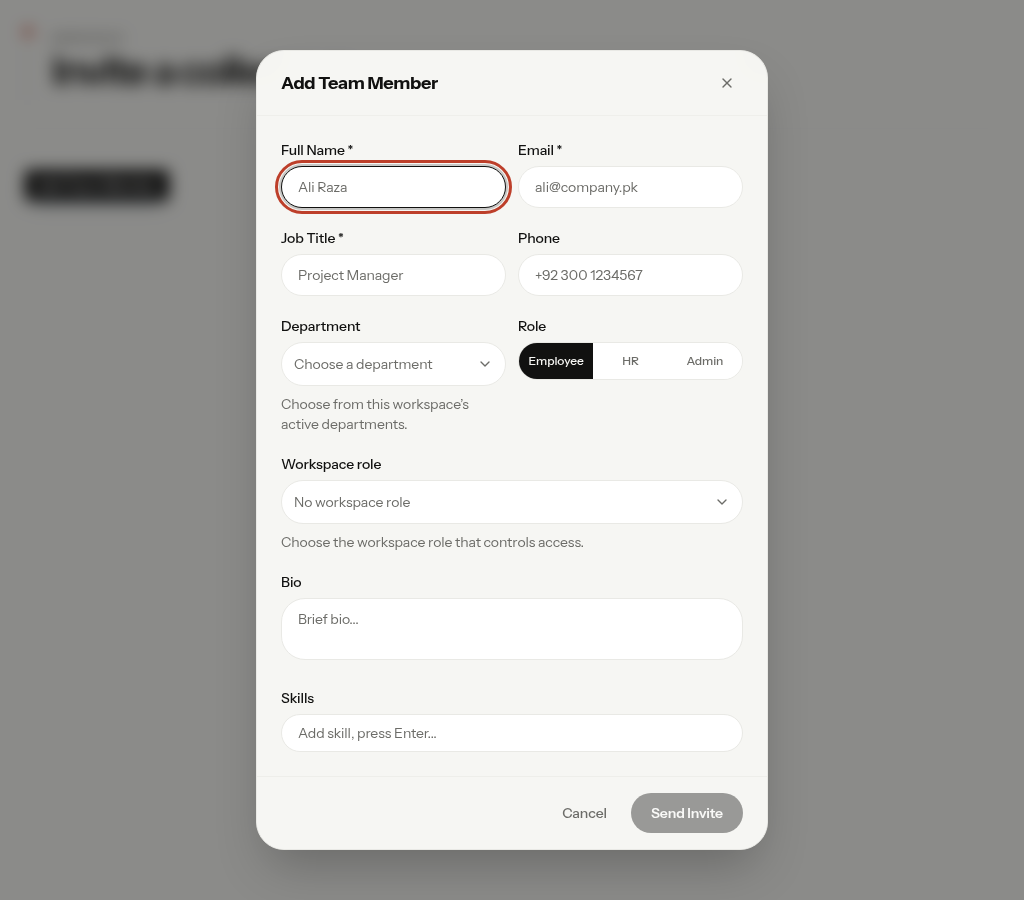 Invite a colle
Add Team Member
Full Name *
Email *
Ali Raza
ali@company.pk
Job Title *
Phone
Project Manager
+92 300 1234567
Department
Role
Choose a department
Employee
HR
Admin
Choose from this workspace's
active departments.
Workspace role
No workspace role
Choose the workspace role that controls access.
Bio
Brief bio...
Skills
Add skill, press Enter...
Cancel
Send Invite